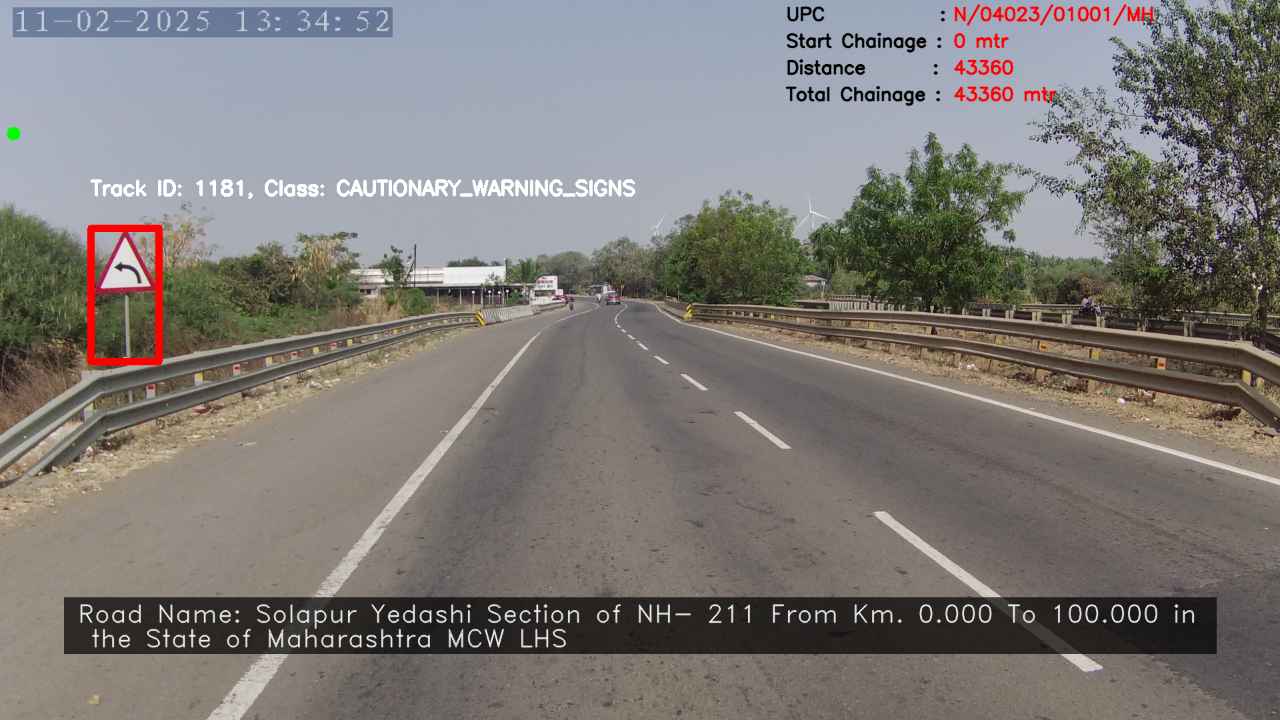 11-02-2025 13:34:52
UPC : N/04023/01001/MH
Start Chainage : 0 mtr
Distance : 43360
Total Chainage : 43360 mtr
Track ID: 1181, Class: CAUTIONARY_WARNING_SIGNS
Road Name: Solapur Yedashi Section of NH- 211 From Km. 0.000 To 100.000 in
the State of Maharashtra MCW LHS